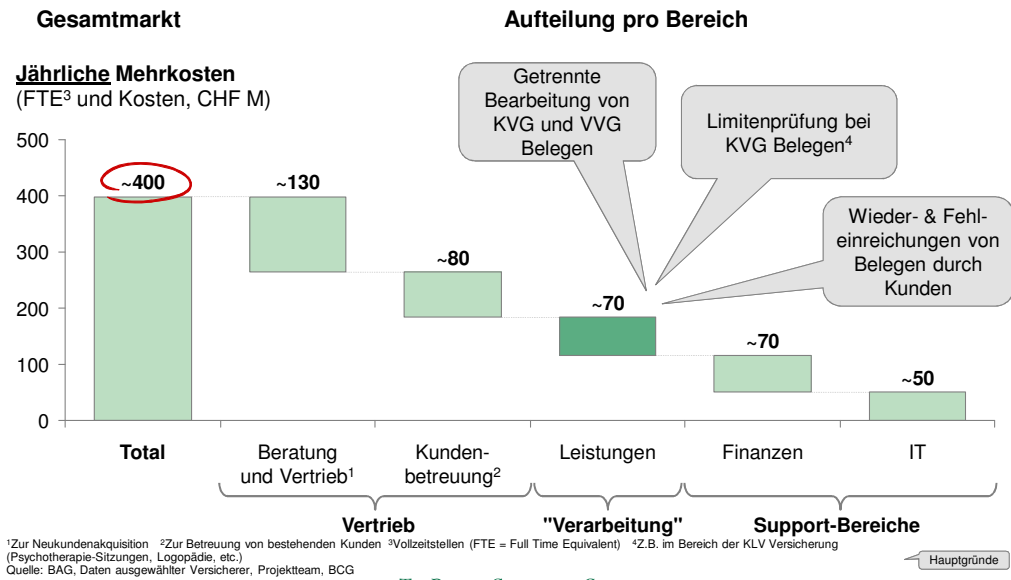 Gesamtmarkt
Aufteilung pro Bereich
Jährliche Mehrkosten
(FTE³ und Kosten, CHF M)
Getrennte
Bearbeitung von
KVG und VVG
Belegen
Limitenprüfung bei
KVG Belegen⁴
Wieder- & Fehl-
einreichungen von
Belegen durch
Kunden
500
400
300
200
100
0
~400
~130
~80
~70
~70
~50
Total
Beratung
und Vertrieb¹
Kunden-
betreuung²
Leistungen
Finanzen
IT
Vertrieb
"Verarbeitung"
Support-Bereiche
¹Zur Neukundenakquisition ²Zur Betreuung von bestehenden Kunden ³Vollzeitstellen (FTE = Full Time Equivalent) ⁴Z.B. im Bereich der KLV Versicherung
(Psychotherapie-Sitzungen, Logopädie, etc.)
Quelle: BAG, Daten ausgewählter Versicherer, Projektteam, BCG
Hauptgründe